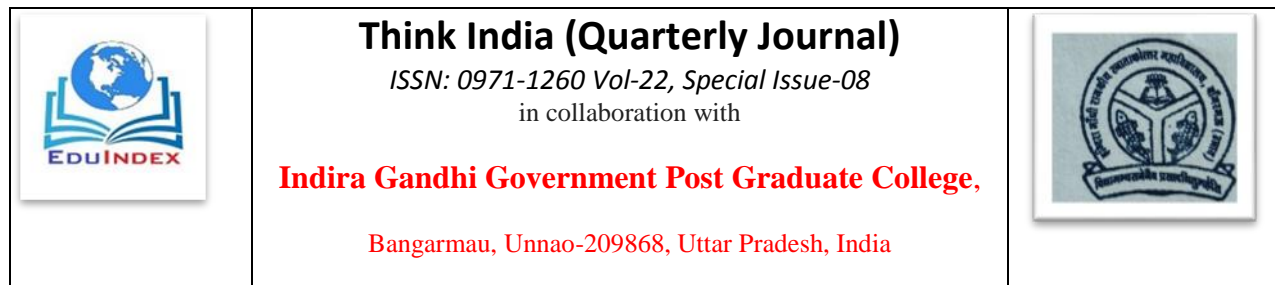 Think India (Quarterly Journal)
ISSN: 0971-1260 Vol-22, Special Issue-08
in collaboration with
Indira Gandhi Government Post Graduate College,
Bangarmau, Unnao-209868, Uttar Pradesh, India
EDUINDEX